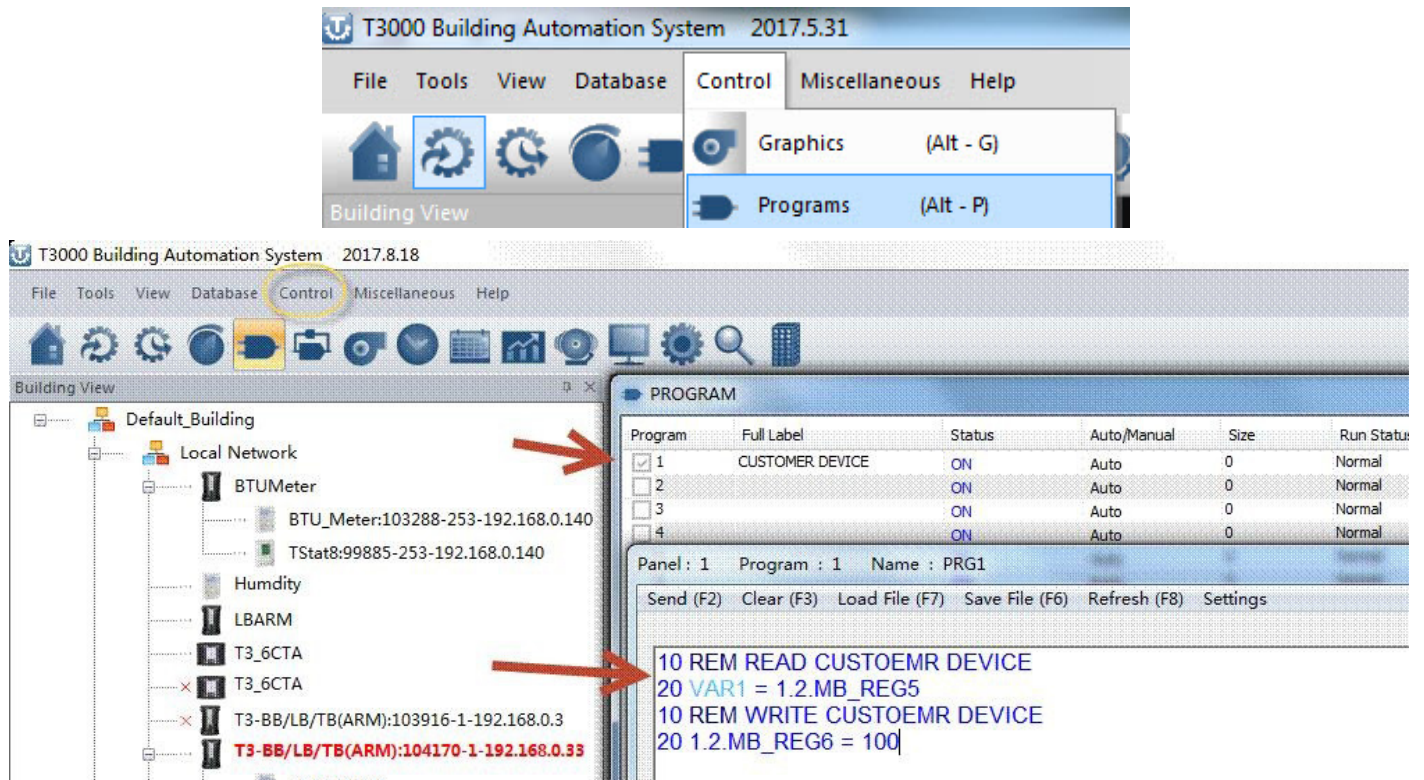 T3000 Building Automation System 2017.5.31
File Tools View Database Control Miscellaneous Help
Graphics (Alt - G)
Programs (Alt - P)
Building View
T3000 Building Automation System 2017.8.18
File Tools View Database Control Miscellaneous Help
Building View
Default_Building
Local Network
BTUMeter
BTU_Meter:103288-253-192.168.0.140
TStat8:99885-253-192.168.0.140
Humdity
LBARM
T3_6CTA
T3_6CTA
T3-BB/LB/TB(ARM):103916-1-192.168.0.3
T3-BB/LB/TB(ARM):104170-1-192.168.0.33
PROGRAM
Program Full Label Status Auto/Manual Size Run Status
1 CUSTOMER DEVICE ON Auto 0 Normal
2 ON Auto 0 Normal
3 ON Auto 0 Normal
4 ON Auto 0 Normal
Panel : 1 Program : 1 Name : PRG1
Send (F2) Clear (F3) Load File (F7) Save File (F6) Refresh (F8) Settings
10 REM READ CUSTOEMR DEVICE
20 VAR1 = 1.2.MB_REG5
10 REM WRITE CUSTOEMR DEVICE
20 1.2.MB_REG6 = 100